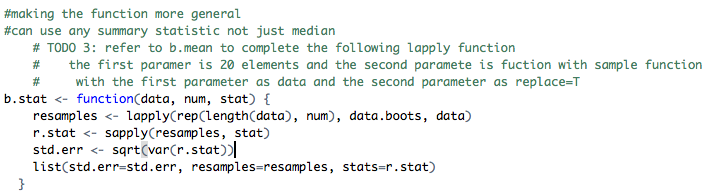 #making the function more general
#can use any summary statistic not just median
# TODO 3: refer to b.mean to complete the following lapply function
# the first paramer is 20 elements and the second paramete is fuction with sample function
# with the first parameter as data and the second parameter as replace=T
b.stat <- function(data, num, stat) {
resamples <- lapply(rep(length(data), num), data.boots, data)
r.stat <- sapply(resamples, stat)
std.err <- sqrt(var(r.stat))
list(std.err=std.err, resamples=resamples, stats=r.stat)
}